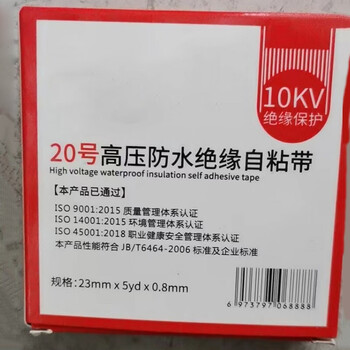 10KV
绝缘保护
20号高压防水绝缘自粘带
High voltage waterproof insulation self adhesive tape
【本产品已通过】
ISO 9001:2015 质量管理体系认证
ISO 14001:2015 环境管理体系认证
ISO 45001:2018 职业健康安全管理体系认证
本产品性能符合 JB/T6464-2006 标准及企业标准
规格:23mm x 5yd x 0.8mm
6 973797 068888